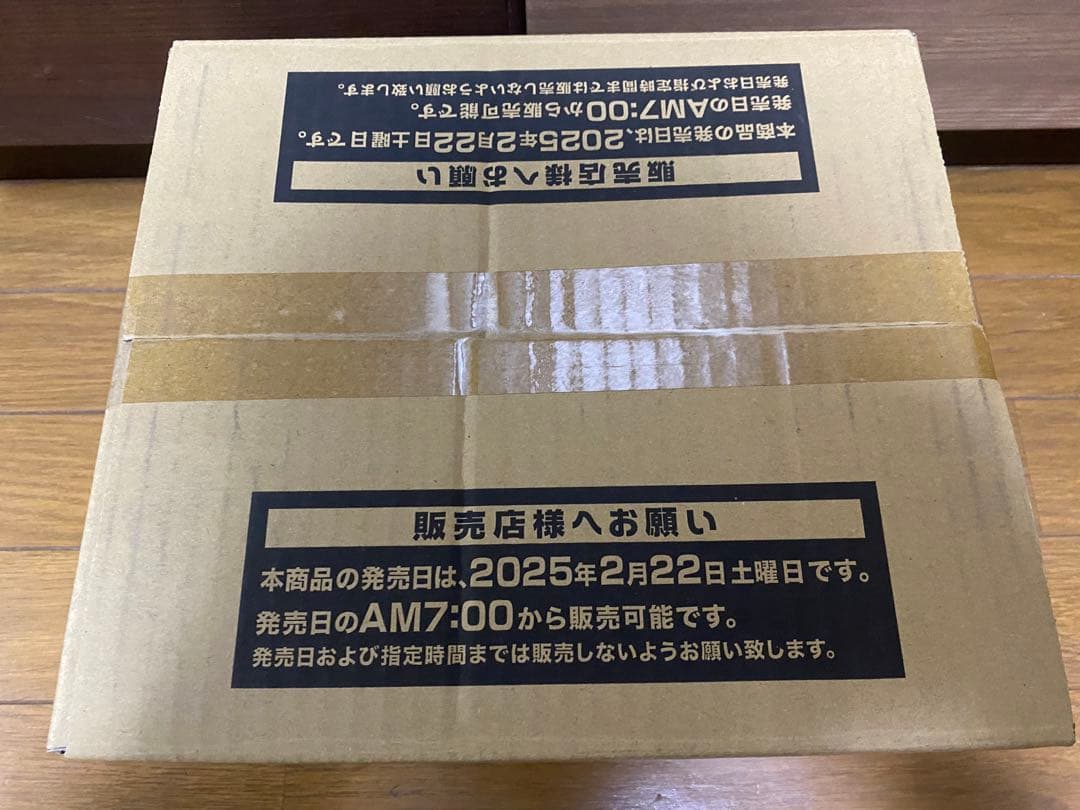 販売店様へお願い
本商品の発売日は、2025年2月22日土曜日です。
発売日のAM7:00から販売可能です。
発売日および指定時間までは販売しないようお願い致します。
販売店様へお願い
本商品の発売日は、2025年2月22日土曜日です。
発売日のAM7:00から販売可能です。
発売日および指定時間までは販売しないようお願い致します。